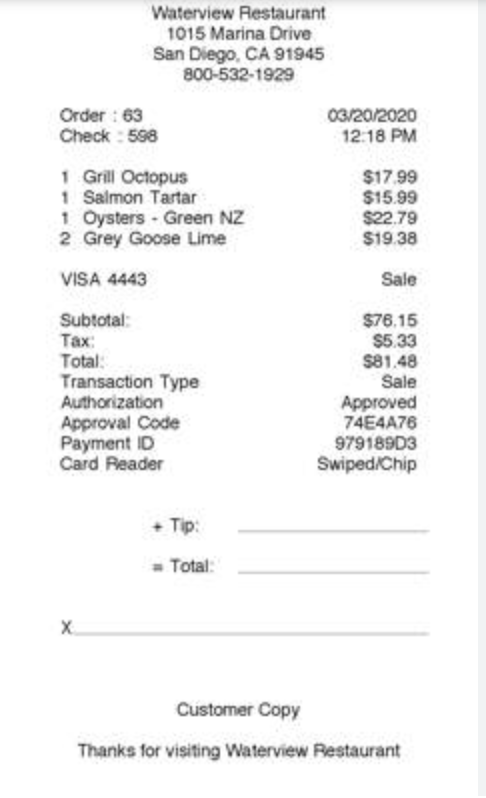 Waterview Restaurant
1015 Marina Drive
San Diego, CA 91945
800-532-1929
Order : 63 03/20/2020
Check : 598 12:18 PM
1 Grill Octopus $17.99
1 Salmon Tartar $15.99
1 Oysters - Green NZ $22.79
2 Grey Goose Lime $19.38
VISA 4443 Sale
Subtotal: $76.15
Tax: $5.33
Total: $81.48
Transaction Type Sale
Authorization Approved
Approval Code 74E4A76
Payment ID 979189D3
Card Reader Swiped/Chip
+ Tip:
= Total:
X
Customer Copy
Thanks for visiting Waterview Restaurant